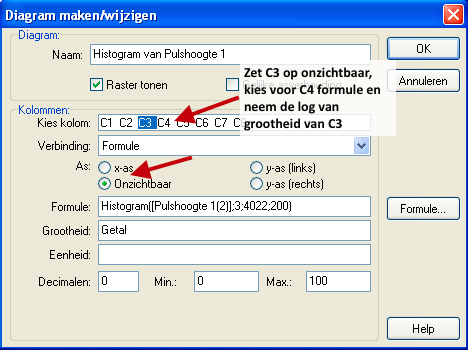 Diagram maken/wijzigen
Diagram:
Naam: Histogram van Pulshoogte 1
OK
Raster tonen
Annuleren
Zet C3 op onzichtbaar,
kies voor C4 formule en
neem de log van
grootheid van C3
Kolommen:
Kies kolom: C1 C2 C3 C4 C5 C6 C7
Verbinding: Formule
As: x-as y-as (links)
Onzichtbaar y-as (rechts)
Formule: Histogram([Pulshoogte 1(2)];3;4022;200)
Formule...
Grootheid: Getal
Eenheid:
Decimalen: 0 Min.: 0 Max.: 100
Help